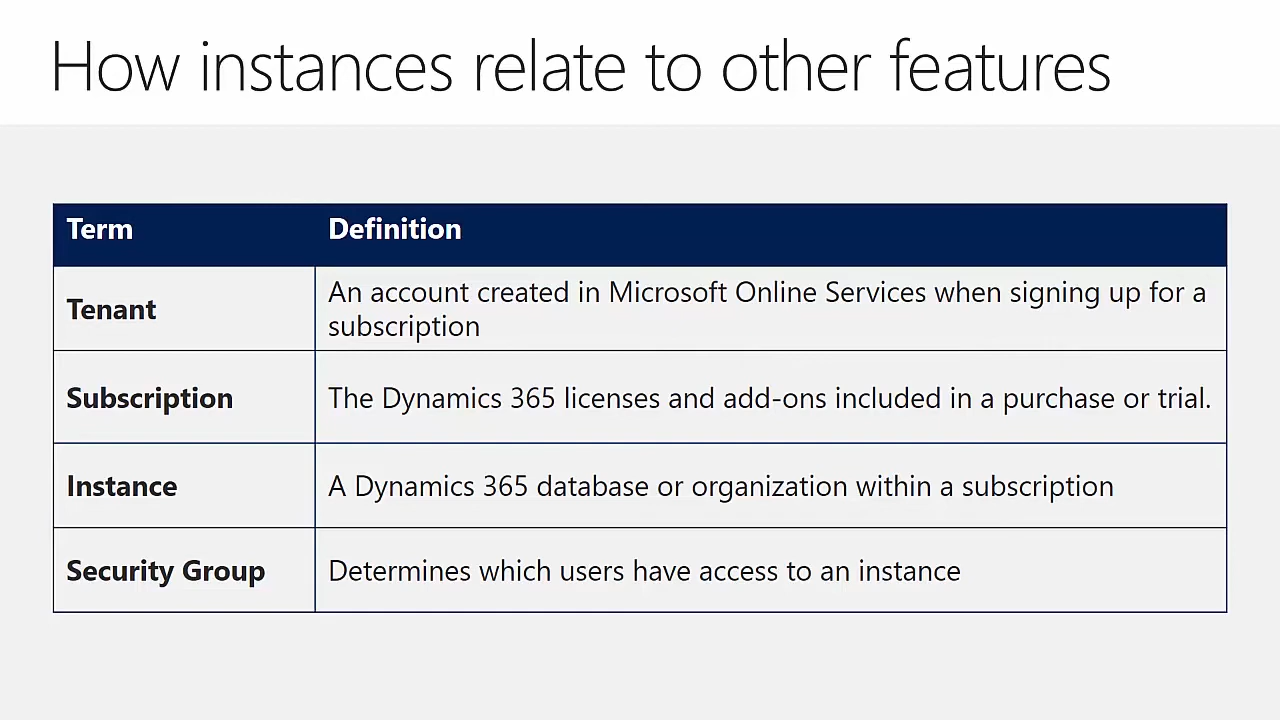 How instances relate to other features
Term
Definition
Tenant
An account created in Microsoft Online Services when signing up for a
subscription
Subscription
The Dynamics 365 licenses and add-ons included in a purchase or trial.
Instance
A Dynamics 365 database or organization within a subscription
Security Group
Determines which users have access to an instance